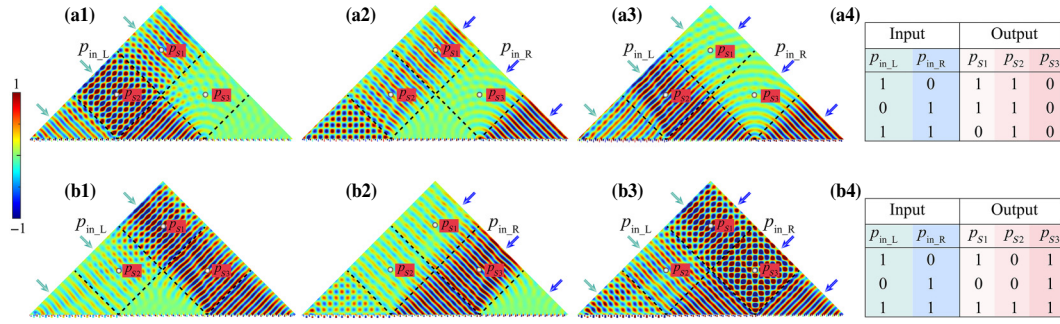 (a1)
(a2)
(a3)
(a4)
1
−1
p_in_L
p_S1
p_S2
p_S3
p_in_R
p_S1
p_S2
p_S3
p_in_L
p_in_R
p_S1
p_S2
p_S3
Input Output
p_in_L p_in_R p_S1 p_S2 p_S3
1 0 1 1 0
0 1 1 1 0
1 1 0 1 0
(b1)
(b2)
(b3)
(b4)
p_in_L
p_S1
p_S2
p_S3
p_in_R
p_S1
p_S2
p_S3
p_in_L
p_in_R
p_S1
p_S2
p_S3
Input Output
p_in_L p_in_R p_S1 p_S2 p_S3
1 0 1 0 1
0 1 0 0 1
1 1 1 1 1